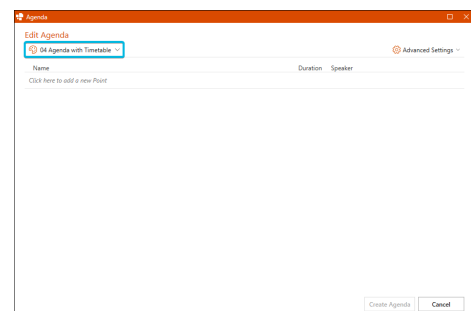 Agenda
Edit Agenda
04 Agenda with Timetable
Advanced Settings
Name Duration Speaker
Click here to add a new Point
Create Agenda Cancel